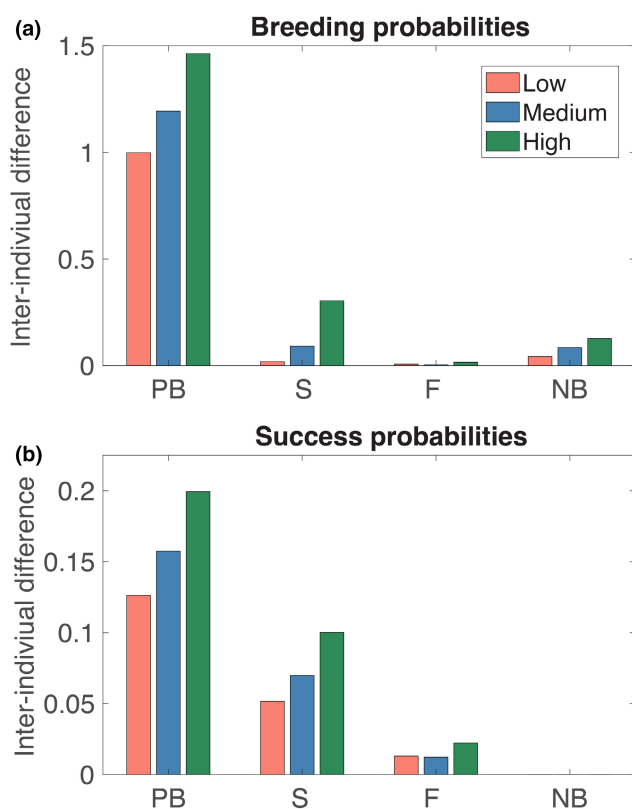 (a)
Breeding probabilities
Inter-indiviual difference
1.5
1
0.5
0
Low
Medium
High
PB S F NB
(b)
Success probabilities
Inter-indiviual difference
0.2
0.15
0.1
0.05
0
PB S F NB